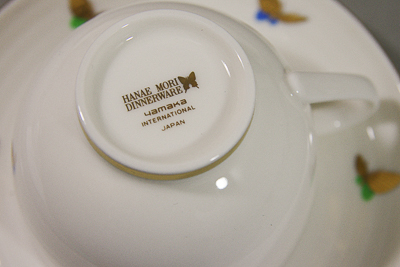 HANAE MORI
DINNERWARE
yamaka
INTERNATIONAL
JAPAN